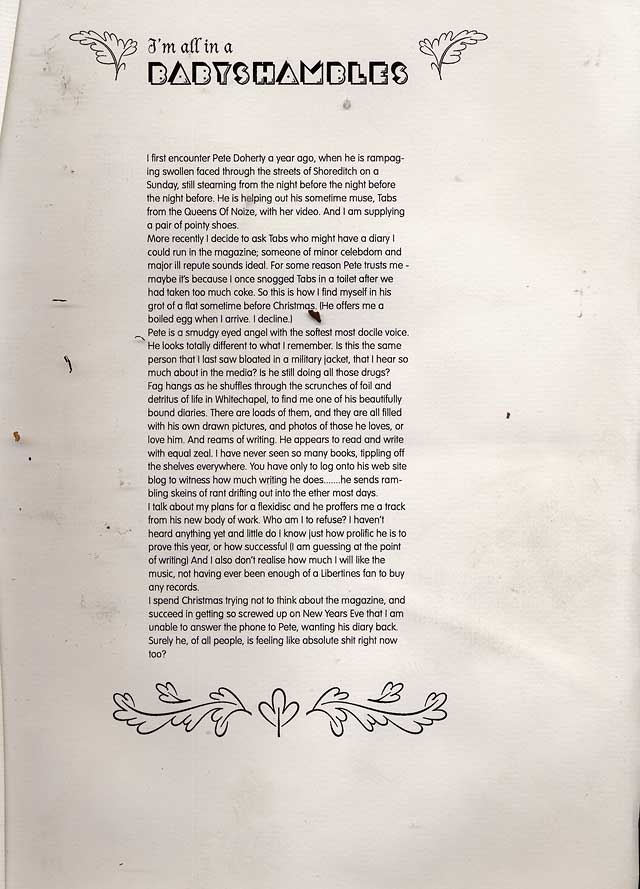 I'm all in a
BABYSHAMBLES
I first encounter Pete Doherty a year ago, when he is rampag-
ing swollen faced through the streets of Shoreditch on a
Sunday, still steaming from the night before the night before
the night before. He is helping out his sometime muse, Tabs
from the Queens Of Noize, with her video. And I am supplying
a pair of pointy shoes.
More recently I decide to ask Tabs who might have a diary I
could run in the magazine; someone of minor celebdom and
major ill repute sounds ideal. For some reason Pete trusts me -
maybe it's because I once snogged Tabs in a toilet after we
had taken too much coke. So this is how I find myself in his
grot of a flat sometime before Christmas. (He offers me a
boiled egg when I arrive. I decline.)
Pete is a smudgy eyed angel with the softest most docile voice.
He looks totally different to what I remember. Is this the same
person that I last saw bloated in a military jacket, that I hear so
much about in the media? Is he still doing all those drugs?
Fag hangs as he shuffles through the scrunches of foil and
detritus of life in Whitechapel, to find me one of his beautifully
bound diaries. There are loads of them, and they are all filled
with his own drawn pictures, and photos of those he loves, or
love him. And reams of writing. He appears to read and write
with equal zeal. I have never seen so many books, tippling off
the shelves everywhere. You have only to log onto his web site
blog to witness how much writing he does.......he sends ram-
bling skeins of rant drifting out into the ether most days.
I talk about my plans for a flexidisc and he proffers me a track
from his new body of work. Who am I to refuse? I haven't
heard anything yet and little do I know just how prolific he is to
prove this year, or how successful (I am guessing at the point
of writing) And I also don't realise how much I will like the
music, not having ever been enough of a Libertines fan to buy
any records.
I spend Christmas trying not to think about the magazine, and
succeed in getting so screwed up on New Years Eve that I am
unable to answer the phone to Pete, wanting his diary back.
Surely he, of all people, is feeling like absolute shit right now
too?